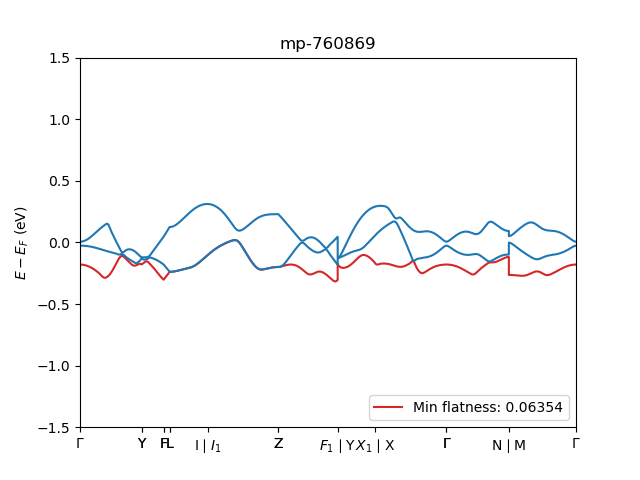 mp-760869
E − E_F (eV)
1.5
1.0
0.5
0.0
−0.5
−1.0
−1.5
Min flatness: 0.06354
Γ Y F L I | I₁ Z F₁ | Y X₁ | X Γ N | M Γ